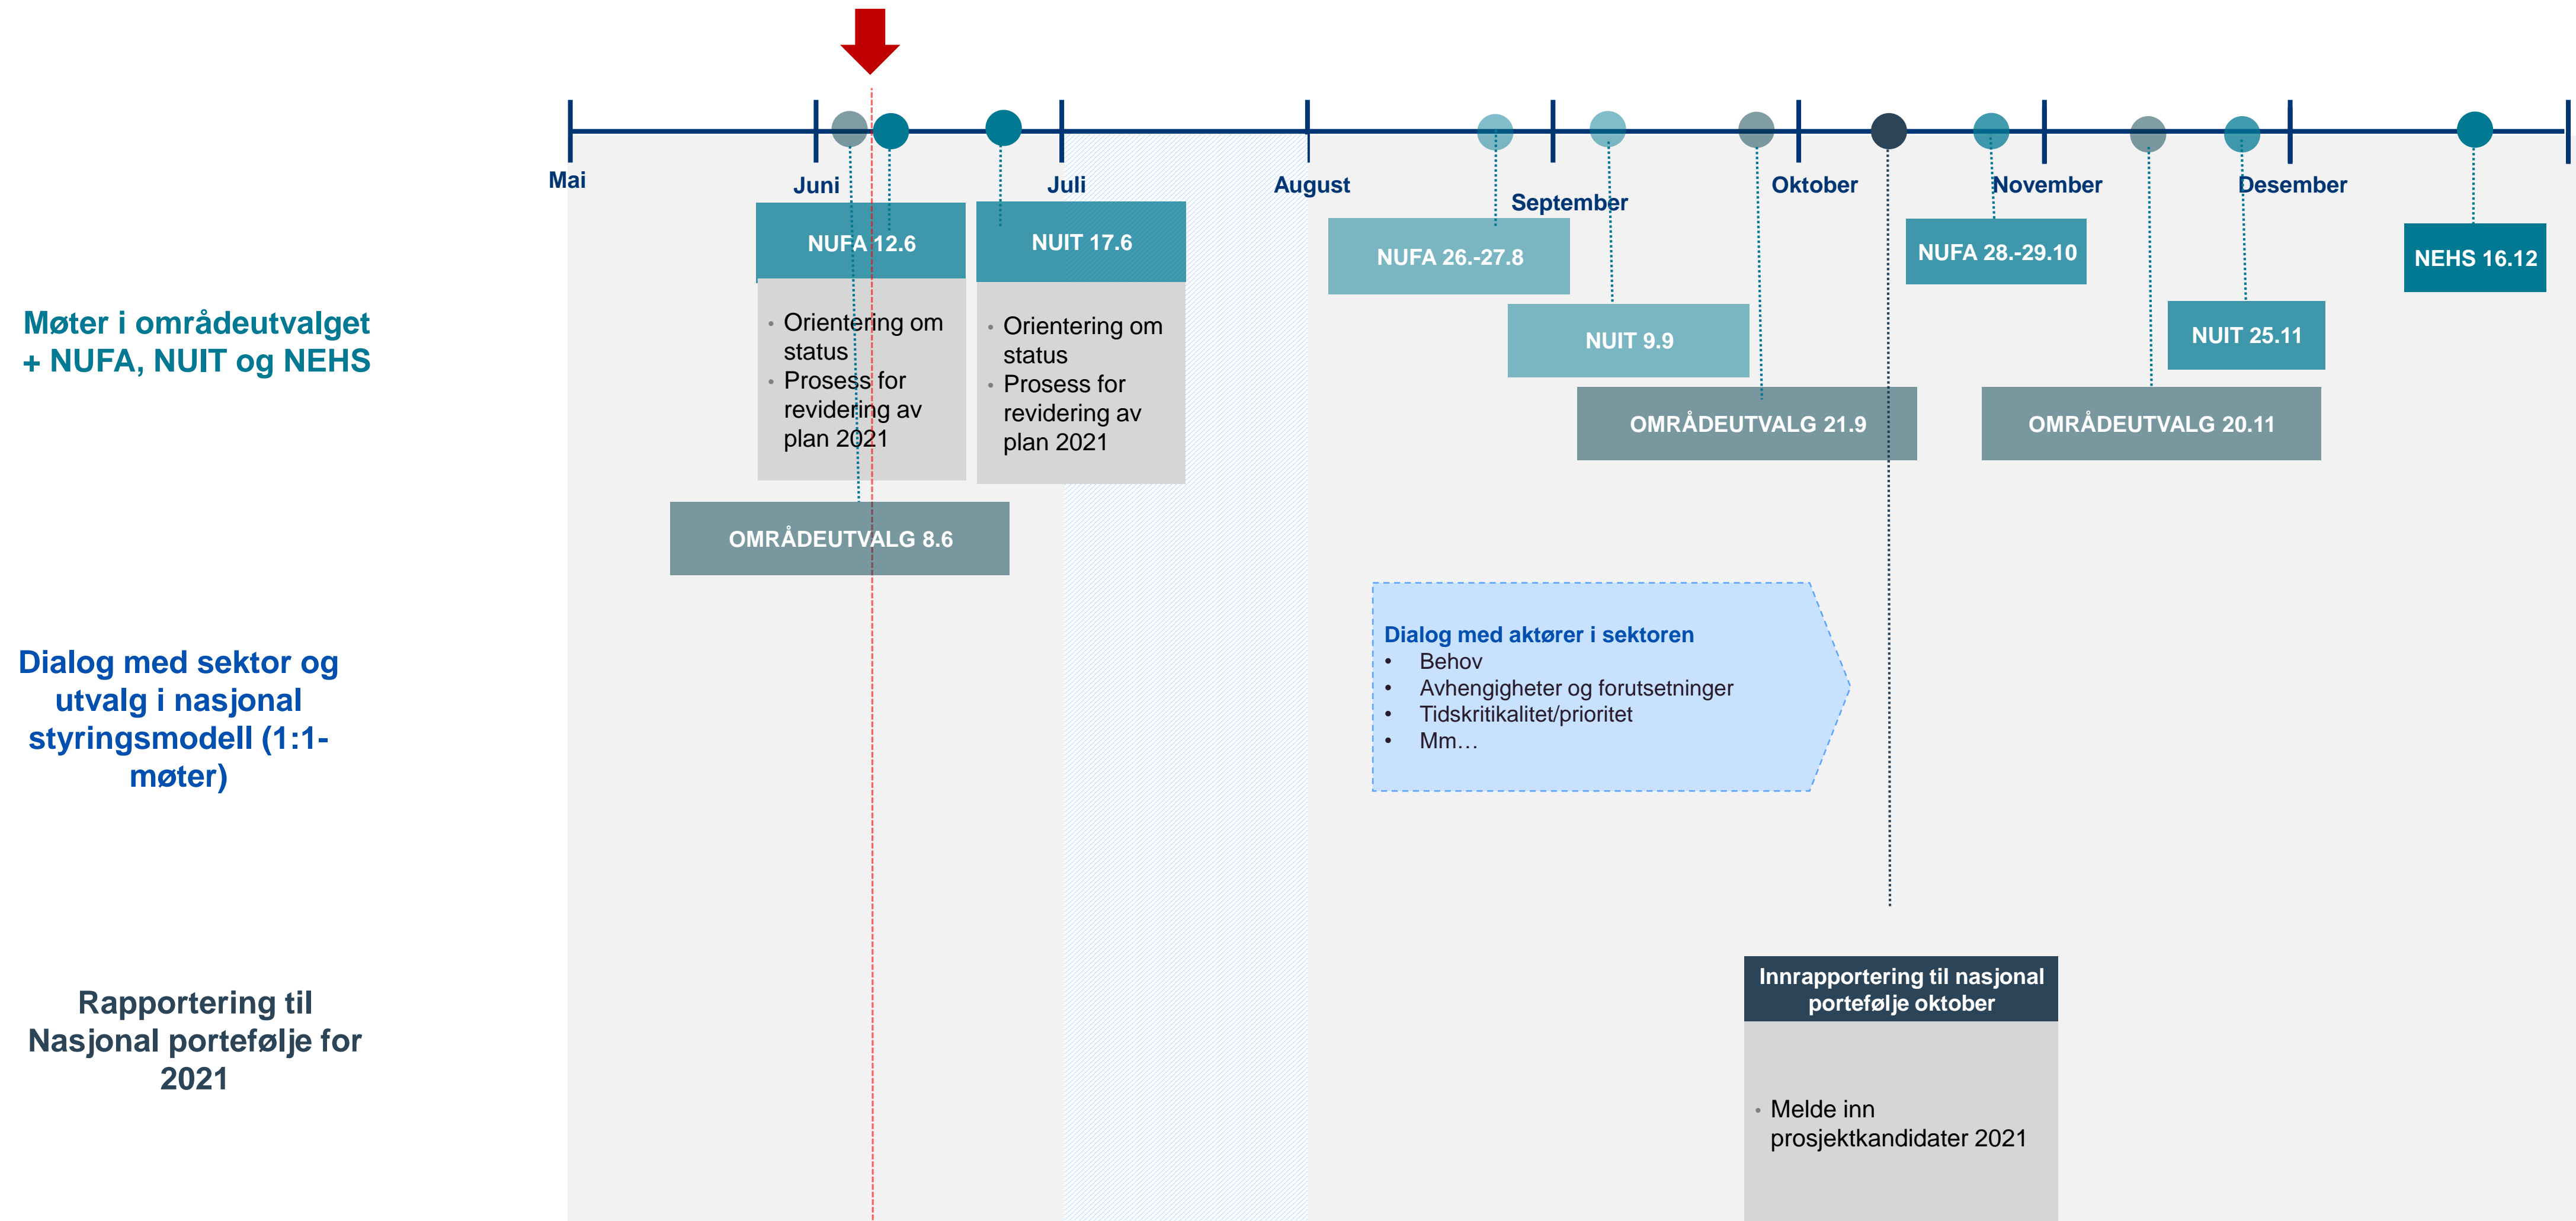 Mai
Juni
Juli
August
September
Oktober
November
Desember
Møter i områdeutvalget
+ NUFA, NUIT og NEHS
NUFA 12.6
• Orientering om
status
• Prosess for
revidering av
plan 2021
NUIT 17.6
• Orientering om
status
• Prosess for
revidering av
plan 2021
OMRÅDEUTVALG 8.6
NUFA 26.-27.8
NUIT 9.9
OMRÅDEUTVALG 21.9
NUFA 28.-29.10
NUIT 25.11
OMRÅDEUTVALG 20.11
NEHS 16.12
Dialog med sektor og
utvalg i nasjonal
styringsmodell (1:1-
møter)
Dialog med aktører i sektoren
• Behov
• Avhengigheter og forutsetninger
• Tidskritikalitet/prioritet
• Mm…
Rapportering til
Nasjonal portefølje for
2021
Innrapportering til nasjonal
portefølje oktober
• Melde inn
prosjektkandidater 2021